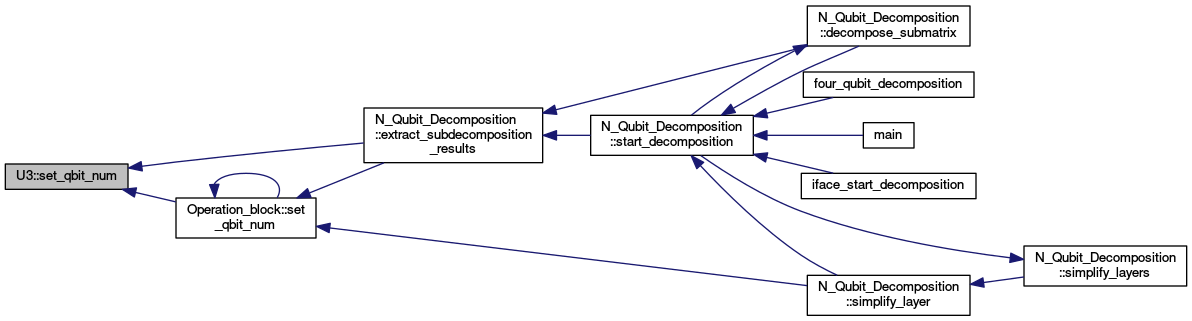 U3::set_qbit_num
Operation_block::set
_qbit_num
N_Qubit_Decomposition
::extract_subdecomposition
_results
N_Qubit_Decomposition
::start_decomposition
N_Qubit_Decomposition
::decompose_submatrix
four_qubit_decomposition
main
iface_start_decomposition
N_Qubit_Decomposition
::simplify_layer
N_Qubit_Decomposition
::simplify_layers